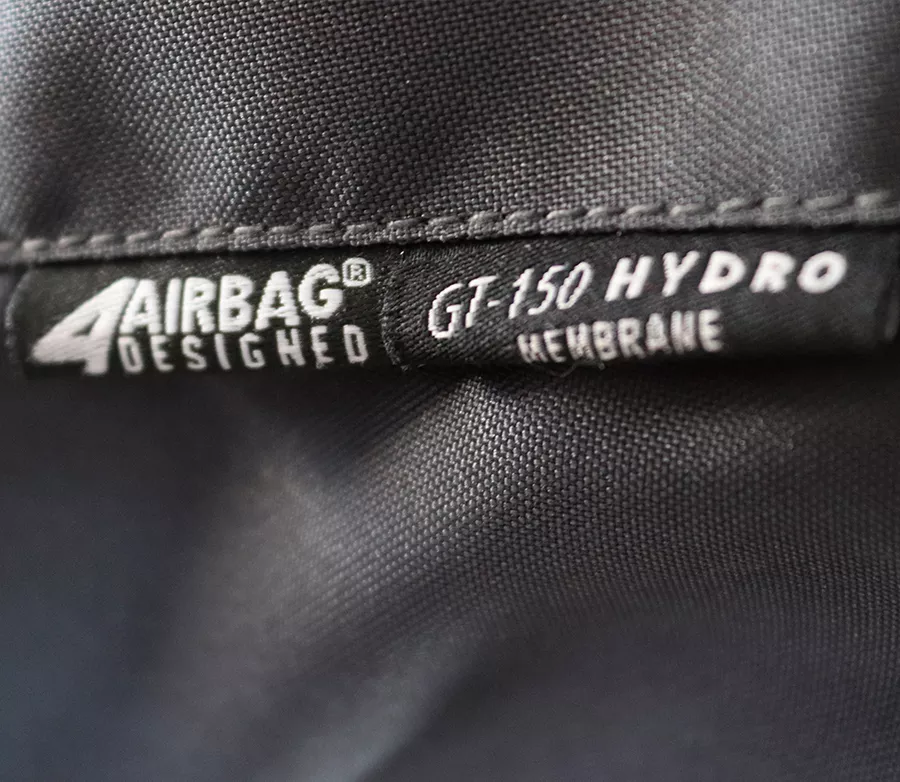 4AIRBAG®
DESIGNED
GT-150 HYDRO
MEMBRANE